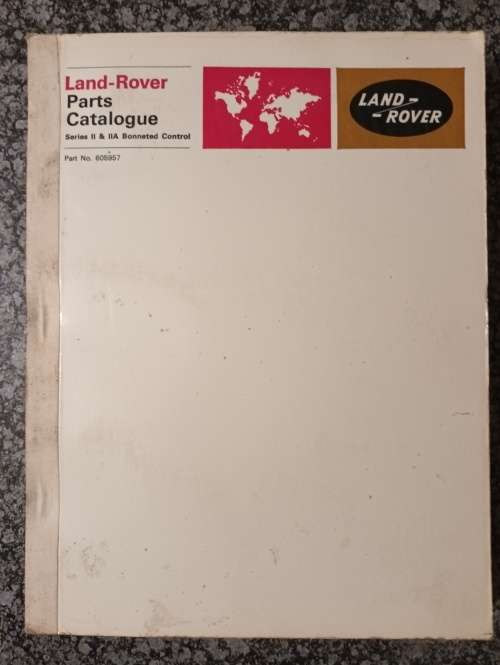 Land-Rover
Parts
Catalogue
Series II & IIA Bonneted Control
Part No. 605957
LAND-
-ROVER